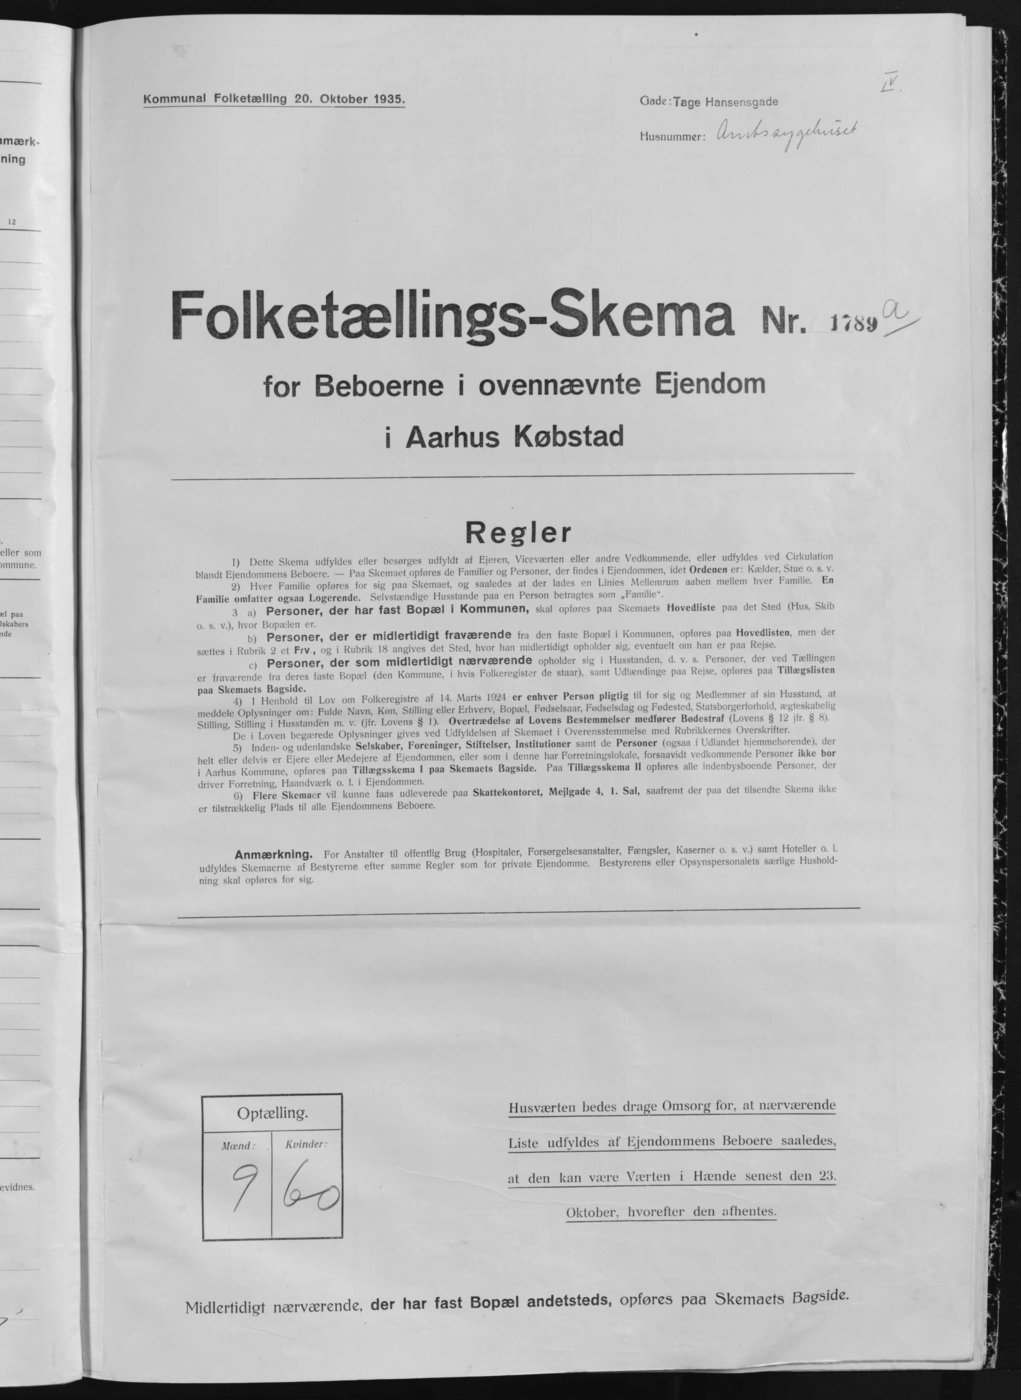 Kommunal Folketælling 20. Oktober 1935.
IV.
Gade: Tage Hansensgade
Husnummer: Amtssygehuset
Folketællings-Skema Nr. 1789 a
for Beboerne i ovennævnte Ejendom
i Aarhus Købstad
Regler
1) Dette Skema udfyldes eller besørges udfyldt af Ejeren, Viceværten eller andre Vedkommende, eller udfyldes ved Cirkulation
blandt Ejendommens Beboere. — Paa Skemaet opføres de Familier og Personer, der findes i Ejendommen, idet Ordenen er: Kælder, Stue o. s. v.
2) Hver Familie opføres for sig paa Skemaet, og saaledes at der lades en Linies Mellemrum aaben mellem hver Familie. En
Familie omfatter ogsaa Logerende. Selvstændige Husstande paa en Person betragtes som „Familie“.
3 a) Personer, der har fast Bopæl i Kommunen, skal opføres paa Skemaets Hovedliste paa det Sted (Hus, Skib
o. s. v.), hvor Bopælen er.
b) Personer, der er midlertidigt fraværende fra den faste Bopæl i Kommunen, opføres paa Hovedlisten, men der
sættes i Rubrik 2 et Frv., og i Rubrik 18 angives det Sted, hvor han midlertidigt opholder sig, eventuelt om han er paa Rejse.
c) Personer, der som midlertidigt nærværende opholder sig i Husstanden, d. v. s. Personer, der ved Tællingen
er fraværende fra deres faste Bopæl (den Kommune, i hvis Folkeregister de staar), samt Udlændinge paa Rejse, opføres paa Tillægslisten
paa Skemaets Bagside.
4) I Henhold til Lov om Folkeregistre af 14. Marts 1924 er enhver Person pligtig til for sig og Medlemmer af sin Husstand, at
meddele Oplysninger om: Fulde Navn, Køn, Stilling eller Erhverv, Bopæl, Fødselsaar, Fødselsdag og Fødested, Statsborgerforhold, ægteskabelig
Stilling, Stilling i Husstanden m. v. (jfr. Lovens § 1). Overtrædelse af Lovens Bestemmelser medfører Bødestraf (Lovens § 12 jfr. § 8).
De i Loven begærede Oplysninger gives ved Udfyldelsen af Skemaet i Overensstemmelse med Rubrikkernes Overskrifter.
5) Inden- og udenlandske Selskaber, Foreninger, Stiftelser, Institutioner samt de Personer (ogsaa i Udlandet hjemmehørende), der
helt eller delvis er Ejere eller Medejere af Ejendommen, eller som i denne har Forretningslokale, forsaavidt vedkommende Personer ikke bor
i Aarhus Kommune, opføres paa Tillægsskema I paa Skemaets Bagside. Paa Tillægsskema II opføres alle indenbysboende Personer, der
driver Forretning, Haandværk o. l. i Ejendommen.
6) Flere Skemaer vil kunne faas udleverede paa Skattekontoret, Mejlgade 4, 1. Sal, saafremt der paa det tilsendte Skema ikke
er tilstrækkelig Plads til alle Ejendommens Beboere.
Anmærkning. For Anstalter til offentlig Brug (Hospitaler, Forsørgelsesanstalter, Fængsler, Kaserner o. s. v.) samt Hoteller o. l.
udfyldes Skemaerne af Bestyrerne efter samme Regler som for private Ejendomme. Bestyrerens eller Opsynspersonalets særlige Hushold-
ning skal opføres for sig.
Optælling.
Mænd: Kvinder:
9 60
Husværten bedes drage Omsorg for, at nærværende
Liste udfyldes af Ejendommens Beboere saaledes,
at den kan være Værten i Hænde senest den 23.
Oktober, hvorefter den afhentes.
Midlertidigt nærværende, der har fast Bopæl andetsteds, opføres paa Skemaets Bagside.
ning
12
eller som
ommune.
evidnes.